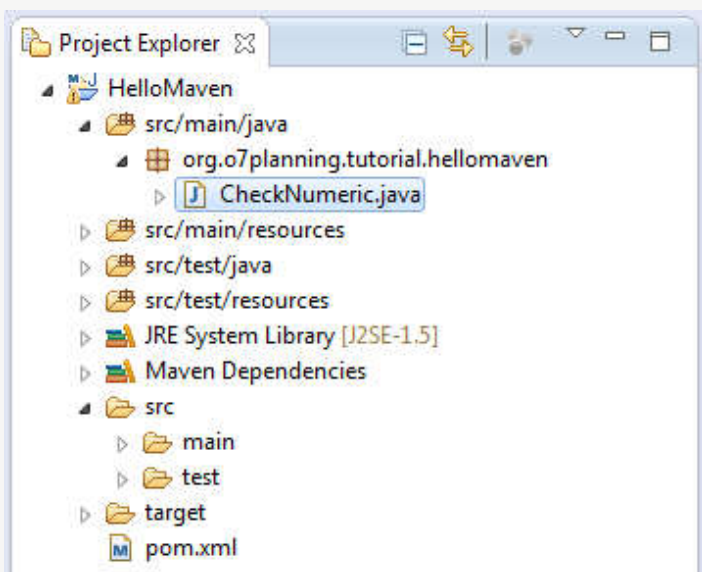 Project Explorer
HelloMaven
src/main/java
org.o7planning.tutorial.hellomaven
CheckNumeric.java
src/main/resources
src/test/java
src/test/resources
JRE System Library [J2SE-1.5]
Maven Dependencies
src
main
test
target
pom.xml